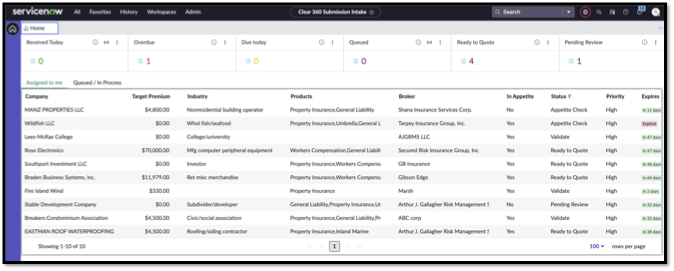 servicenow All Favorites History Workspaces Admin Clear 360 Submission Intake ☆ Search
Home
Received Today Overdue Due today Queued Ready to Quote Pending Review
0 1 0 0 4 1
Assigned to me Queued / In Process
Company Target Premium Industry Products Broker In Appetite Status Priority Expires
MANZ PROPERTIES LLC $4,800.00 Nonresidential building operator Property Insurance,General Liability Shana Insurance Services Corp. No Appetite Check High in 11 days
Wildfish LLC $0.00 Whol fish/seafood Property Insurance,Umbrella,General L Tarpey Insurance Group, Inc. Yes Appetite Check High Expired
Lees-McRae College $0.00 College/university AJGRMS LLC Yes Validate High in 47 days
Rose Electronics $70,000.00 Mfg computer peripheral equipment Workers Compensation,General Liabili Secured Risk Insurance Group, Inc. Yes Ready to Quote High in 47 days
Southport Investment LLC $0.00 Investor Property Insurance,Workers Compensa GB Insurance Yes Ready to Quote High in 48 days
Braden Business Systems, Inc. $11,979.00 Ret misc merchandise Property Insurance,Workers Compensa Gibson Edge Yes Ready to Quote High in 64 days
Fire Island Wind $330.00 Property Insurance Marsh Yes Validate High in 2 days
Stable Development Company $0.00 Subdivider/developer General Liability,Property Insurance,Ur Arthur J. Gallagher Risk Management S No Pending Review High in 32 days
Breakers Condominium Association $4,500.00 Civic/social association Property Insurance,General Liability,Pr ABC corp Yes Validate High in 32 days
EASTMAN ROOF WATERPROOFING $4,500.00 Roofing/siding contractor Property Insurance,Inland Marine Arthur J. Gallagher Risk Management S Yes Ready to Quote High in 38 days
Showing 1-10 of 10 1 100 rows per page